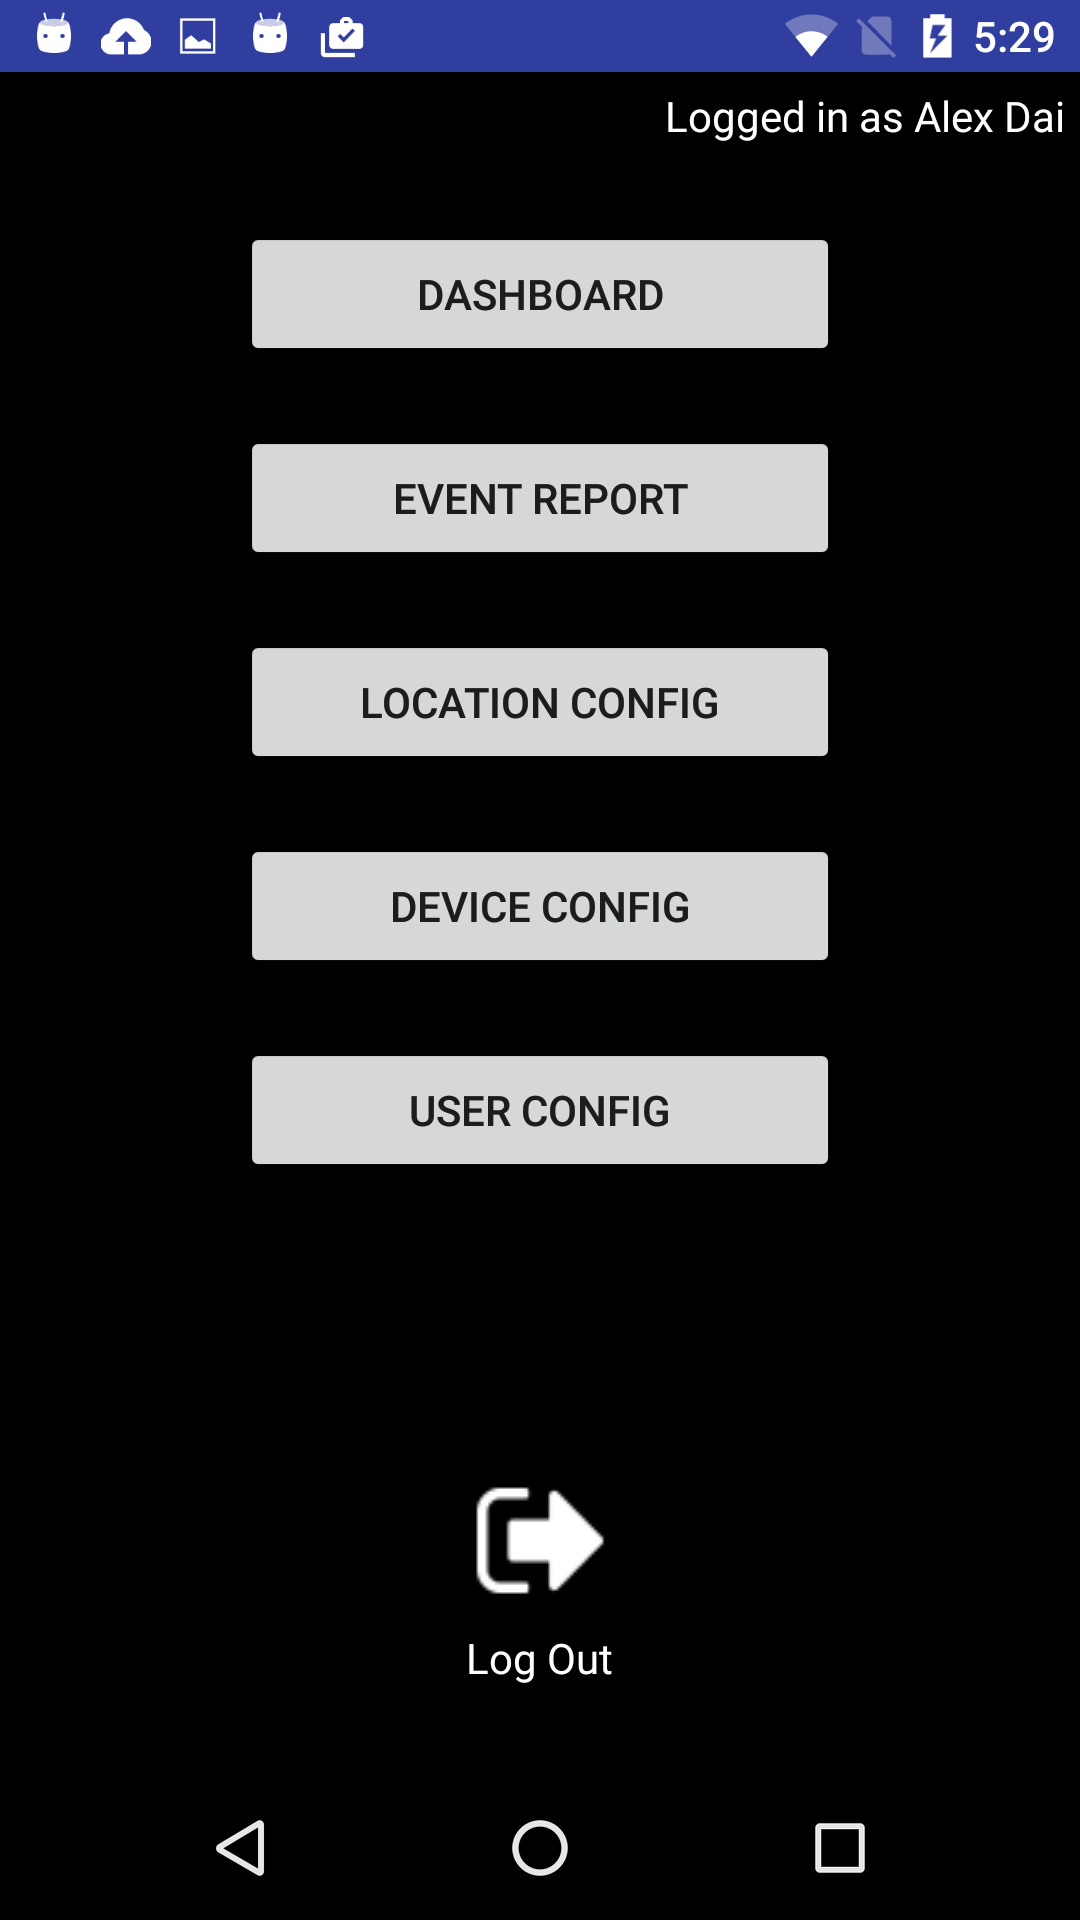 5:29
Logged in as Alex Dai
DASHBOARD
EVENT REPORT
LOCATION CONFIG
DEVICE CONFIG
USER CONFIG
Log Out